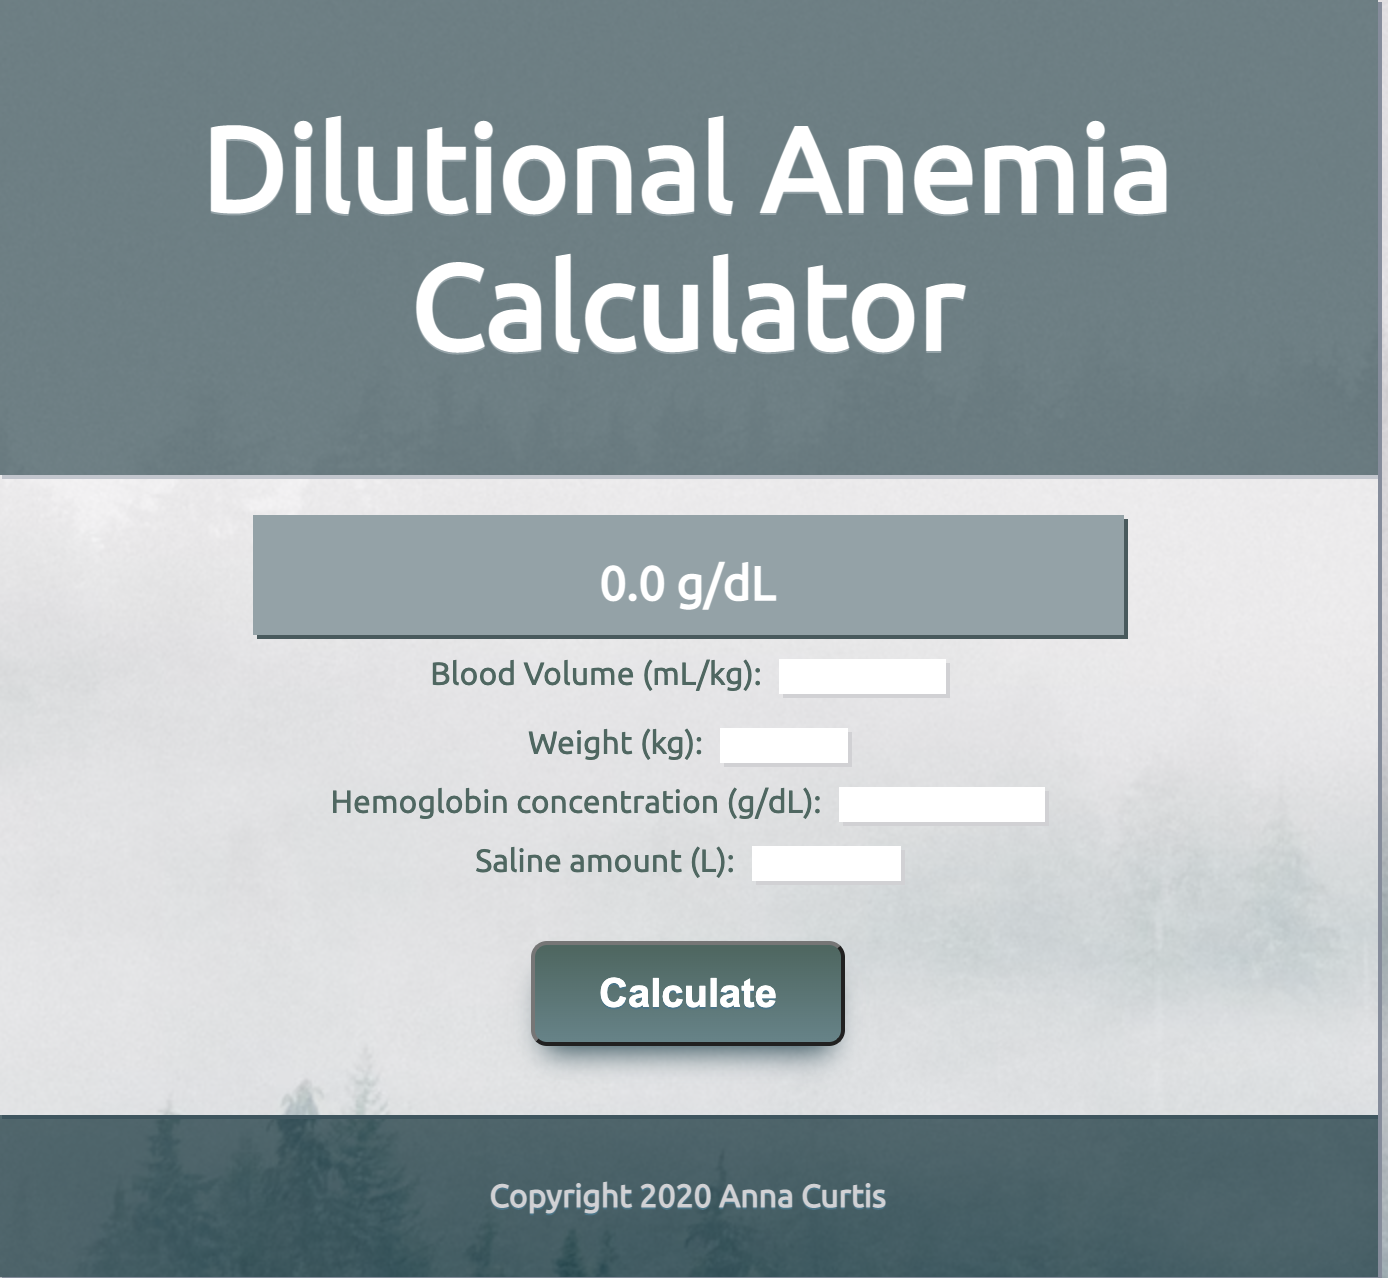 Dilutional Anemia
Calculator
0.0 g/dL
Blood Volume (mL/kg):
Weight (kg):
Hemoglobin concentration (g/dL):
Saline amount (L):
Calculate
Copyright 2020 Anna Curtis